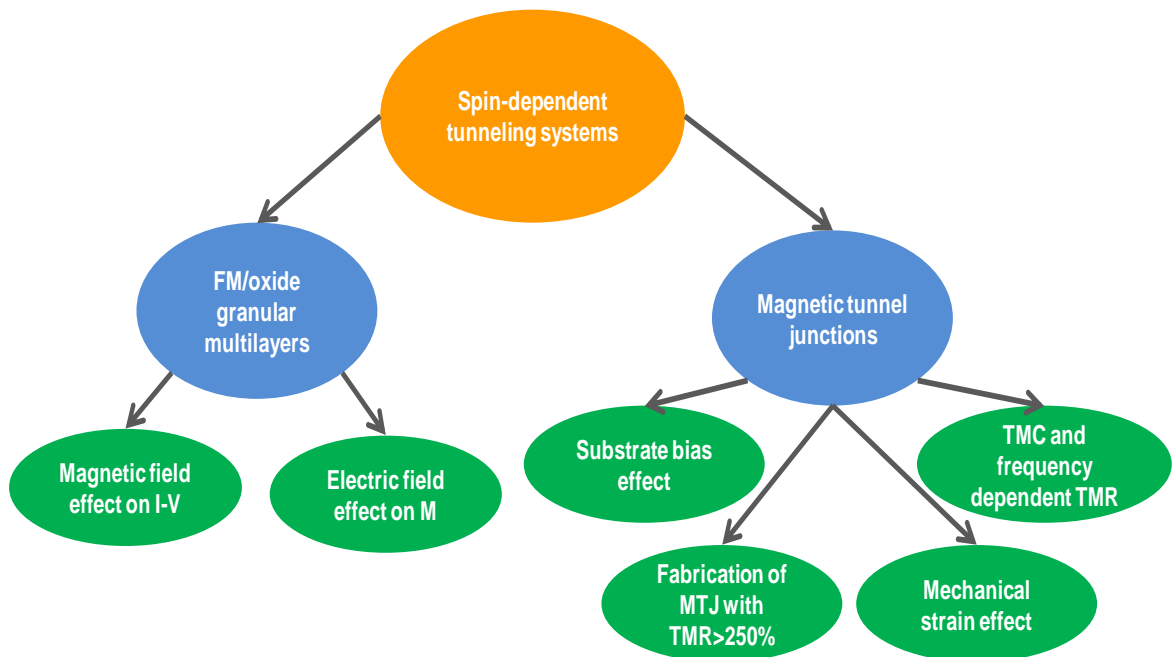 Spin-dependent
tunneling systems
FM/oxide
granular
multilayers
Magnetic tunnel
junctions
Magnetic field
effect on I-V
Electric field
effect on M
Substrate bias
effect
TMC and
frequency
dependent TMR
Fabrication of
MTJ with
TMR>250%
Mechanical
strain effect